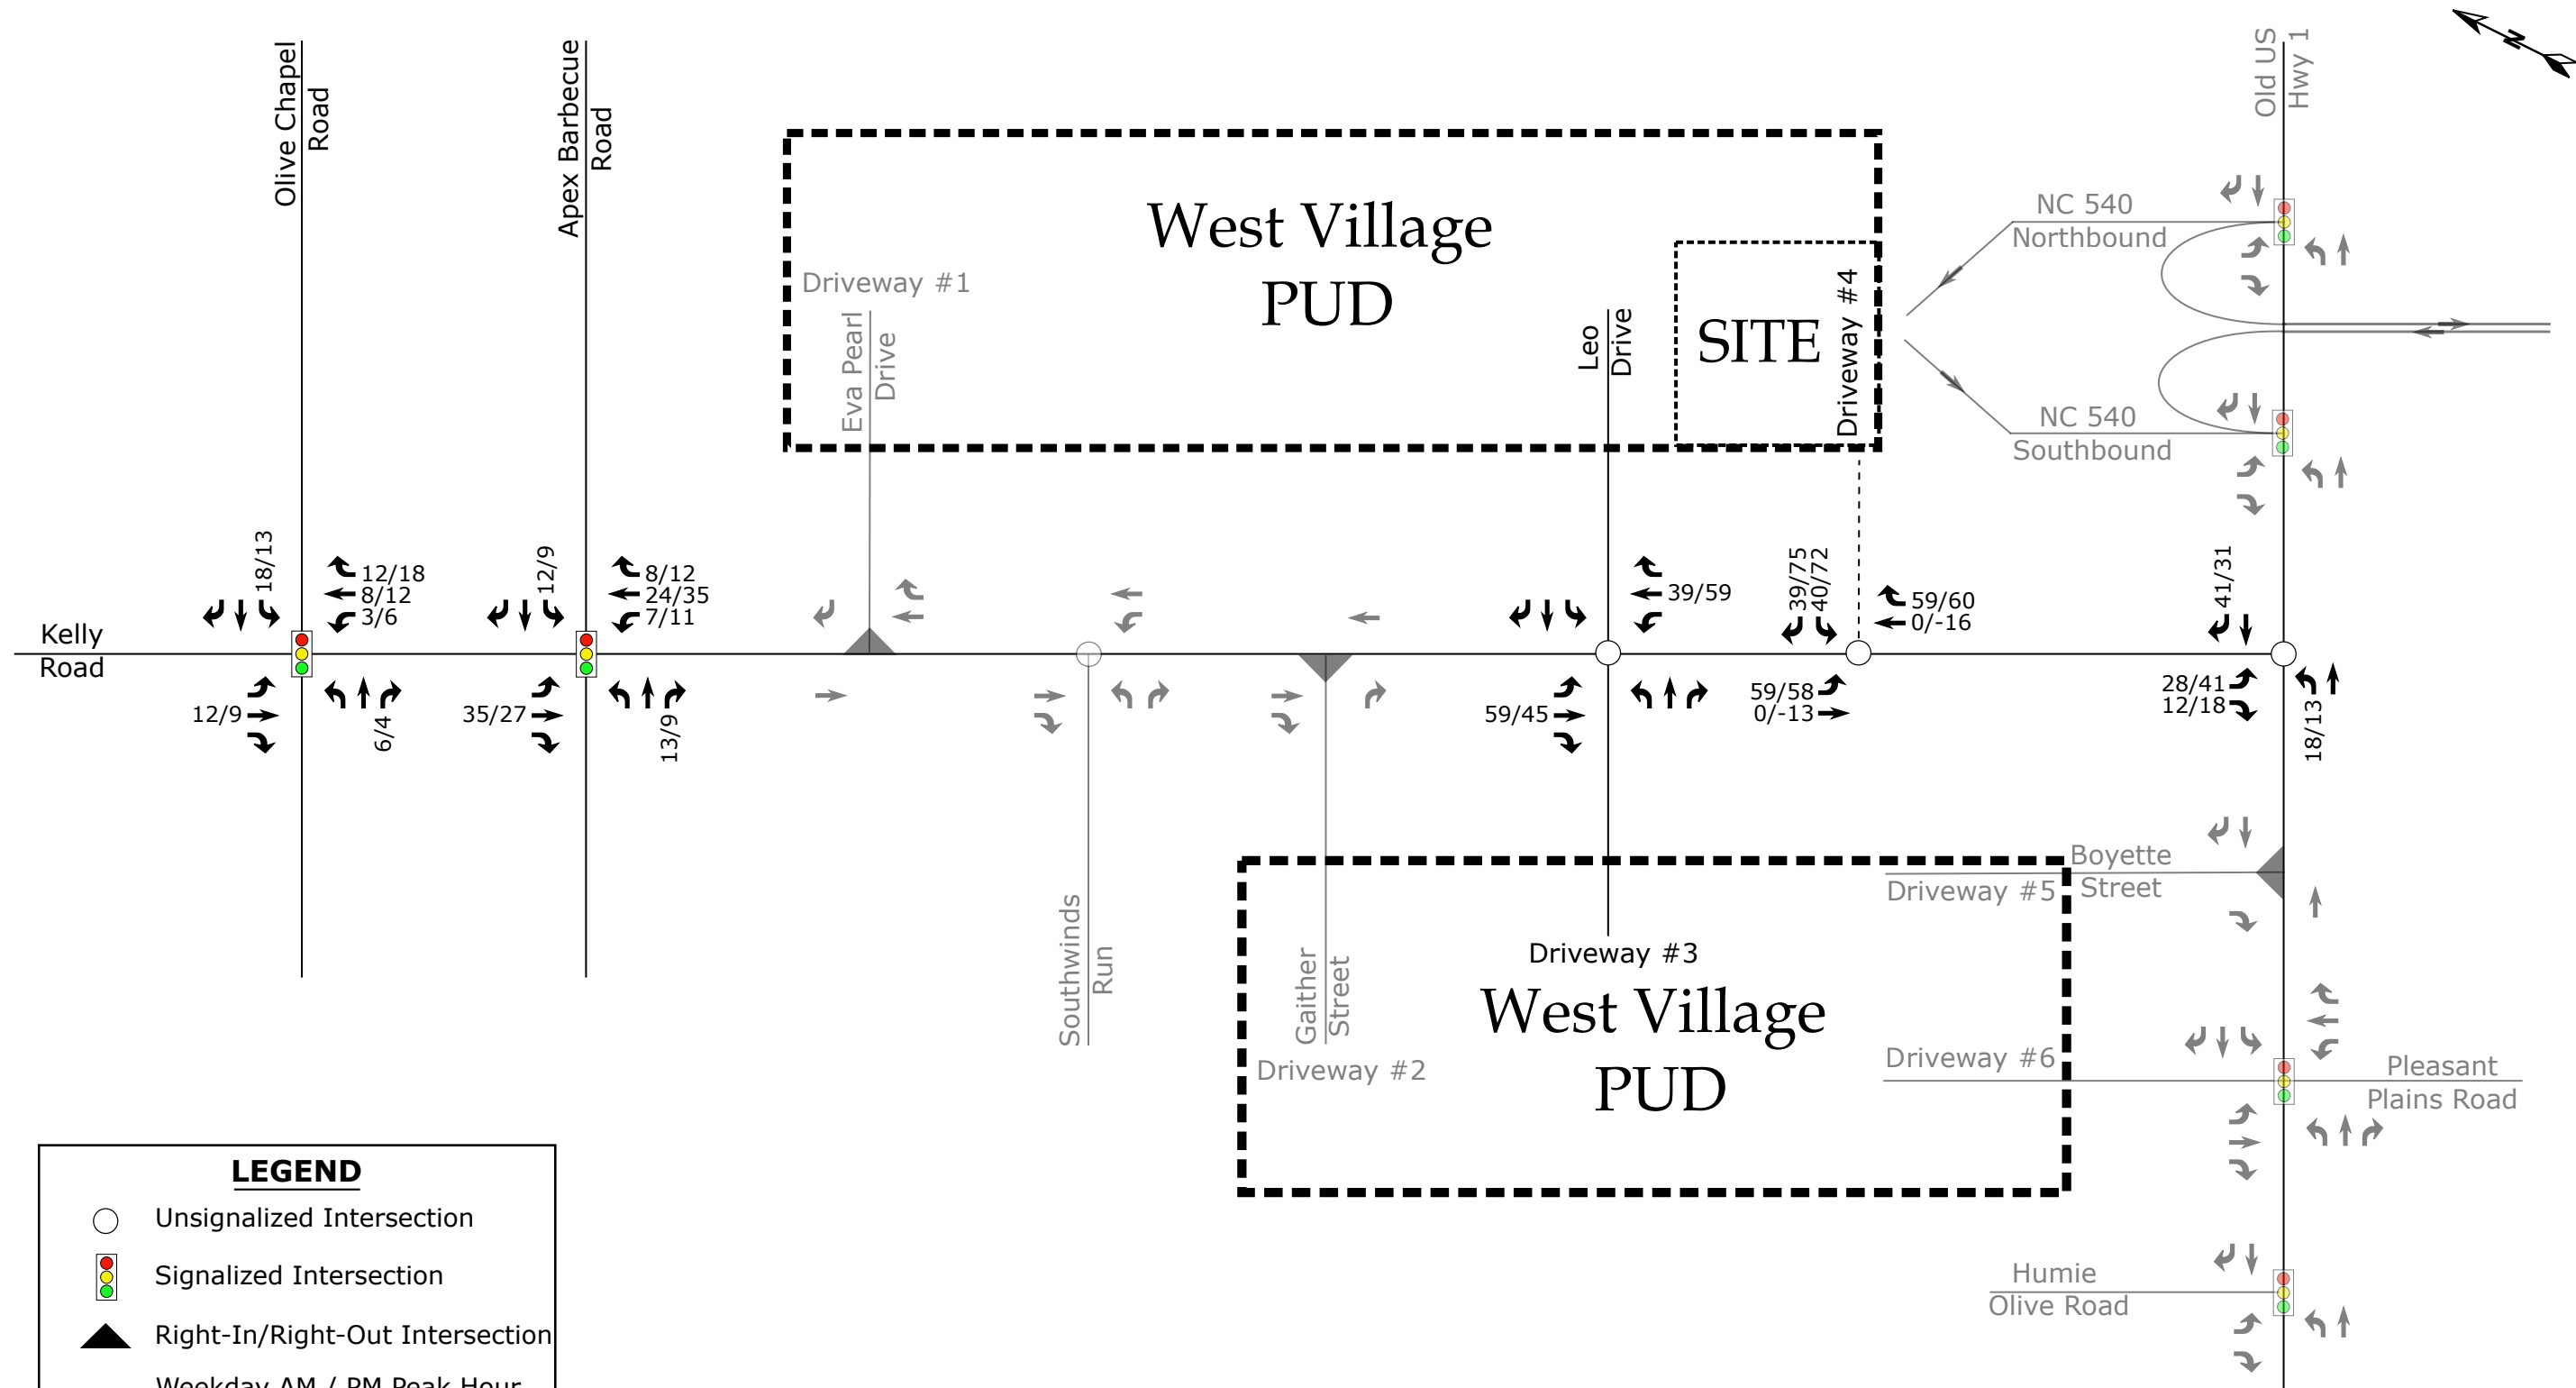 Olive Chapel
Road
Apex Barbecue
Road
Old US
Hwy 1
N
West Village
PUD
Driveway #1
Eva Pearl
Drive
Leo
Drive
SITE
Driveway #4
NC 540
Northbound
NC 540
Southbound
Kelly
Road
18/13
12/18
8/12
3/6
12/9
6/4
12/9
8/12
24/35
7/11
35/27
13/9
39/59
59/45
39/75
40/72
59/60
0/-16
59/58
0/-13
41/31
28/41
12/18
18/13
Southwinds
Run
Gaither
Street
Driveway #2
Driveway #3
West Village
PUD
Boyette
Street
Driveway #5
Driveway #6
Pleasant
Plains Road
Humie
Olive Road
LEGEND
Unsignalized Intersection
Signalized Intersection
Right-In/Right-Out Intersection
Weekday AM / PM Peak Hour